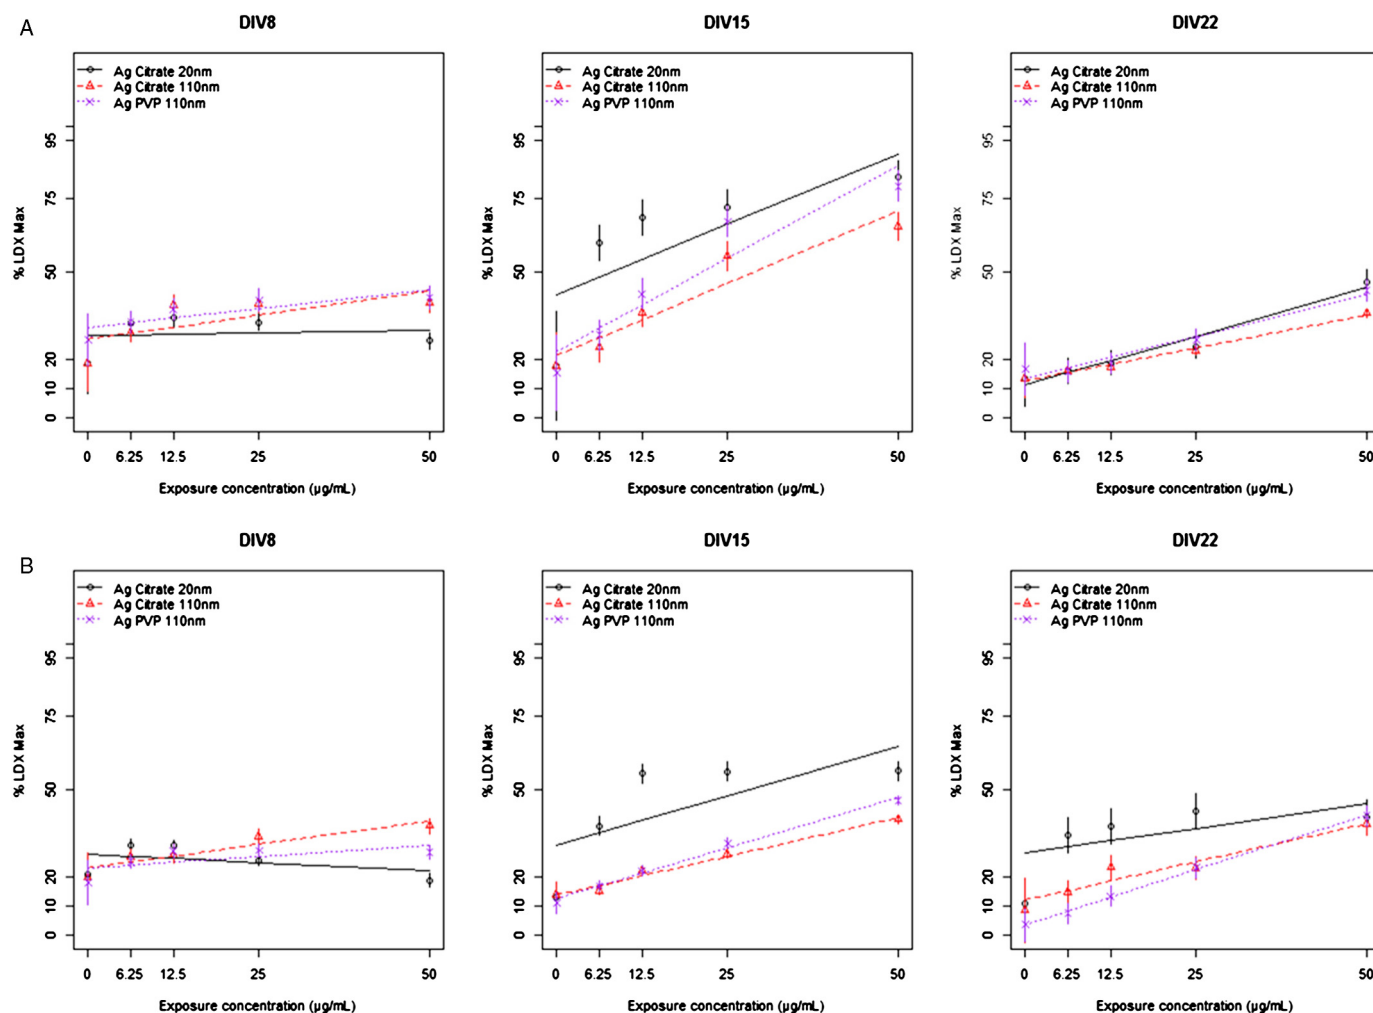 A
DIV8
DIV15
DIV22
Ag Citrate 20nm
Ag Citrate 110nm
Ag PVP 110nm
Ag Citrate 20nm
Ag Citrate 110nm
Ag PVP 110nm
Ag Citrate 20nm
Ag Citrate 110nm
Ag PVP 110nm
% LDX Max
95
75
50
20
10
0
% LDX Max
95
75
50
20
10
0
% LDX Max
95
75
50
20
10
0
0 6.25 12.5 25 50
0 6.25 12.5 25 50
0 6.25 12.5 25 50
Exposure concentration (µg/mL)
Exposure concentration (µg/mL)
Exposure concentration (µg/mL)
B
DIV8
DIV15
DIV22
Ag Citrate 20nm
Ag Citrate 110nm
Ag PVP 110nm
Ag Citrate 20nm
Ag Citrate 110nm
Ag PVP 110nm
Ag Citrate 20nm
Ag Citrate 110nm
Ag PVP 110nm
% LDX Max
95
75
50
20
10
0
% LDX Max
95
75
50
20
10
0
% LDX Max
95
75
50
20
10
0
0 6.25 12.5 25 50
0 6.25 12.5 25 50
0 6.25 12.5 25 50
Exposure concentration (µg/mL)
Exposure concentration (µg/mL)
Exposure concentration (µg/mL)